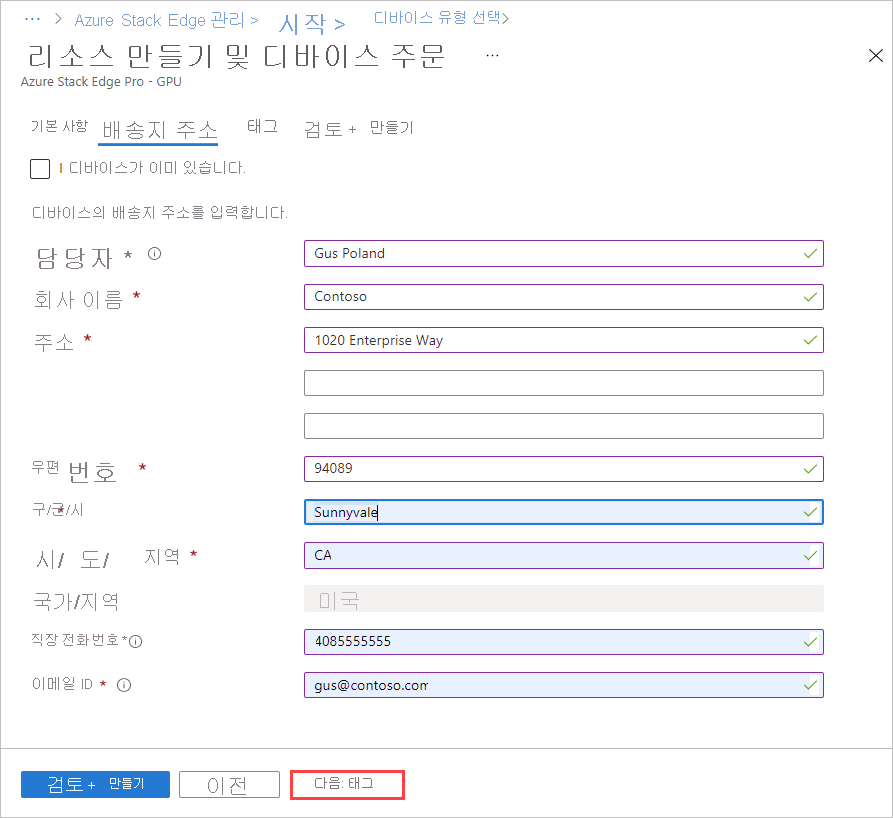 ... > Azure Stack Edge 관리 > 시작 > 디바이스 유형 선택>
리소스 만들기 및 디바이스 주문 ...
Azure Stack Edge Pro - GPU
기본 사항 배송지 주소 태그 검토 + 만들기
I 디바이스가 이미 있습니다.
디바이스의 배송지 주소를 입력합니다.
담당자 * Gus Poland
회사 이름 * Contoso
주소 * 1020 Enterprise Way
우편 번호 * 94089
구/군/시 * Sunnyvale
시/ 도/ 지역 * CA
국가/지역 미국
직장 전화 번호 * 4085555555
이메일 ID * gus@contoso.com
검토 + 만들기 이전 다음: 태그